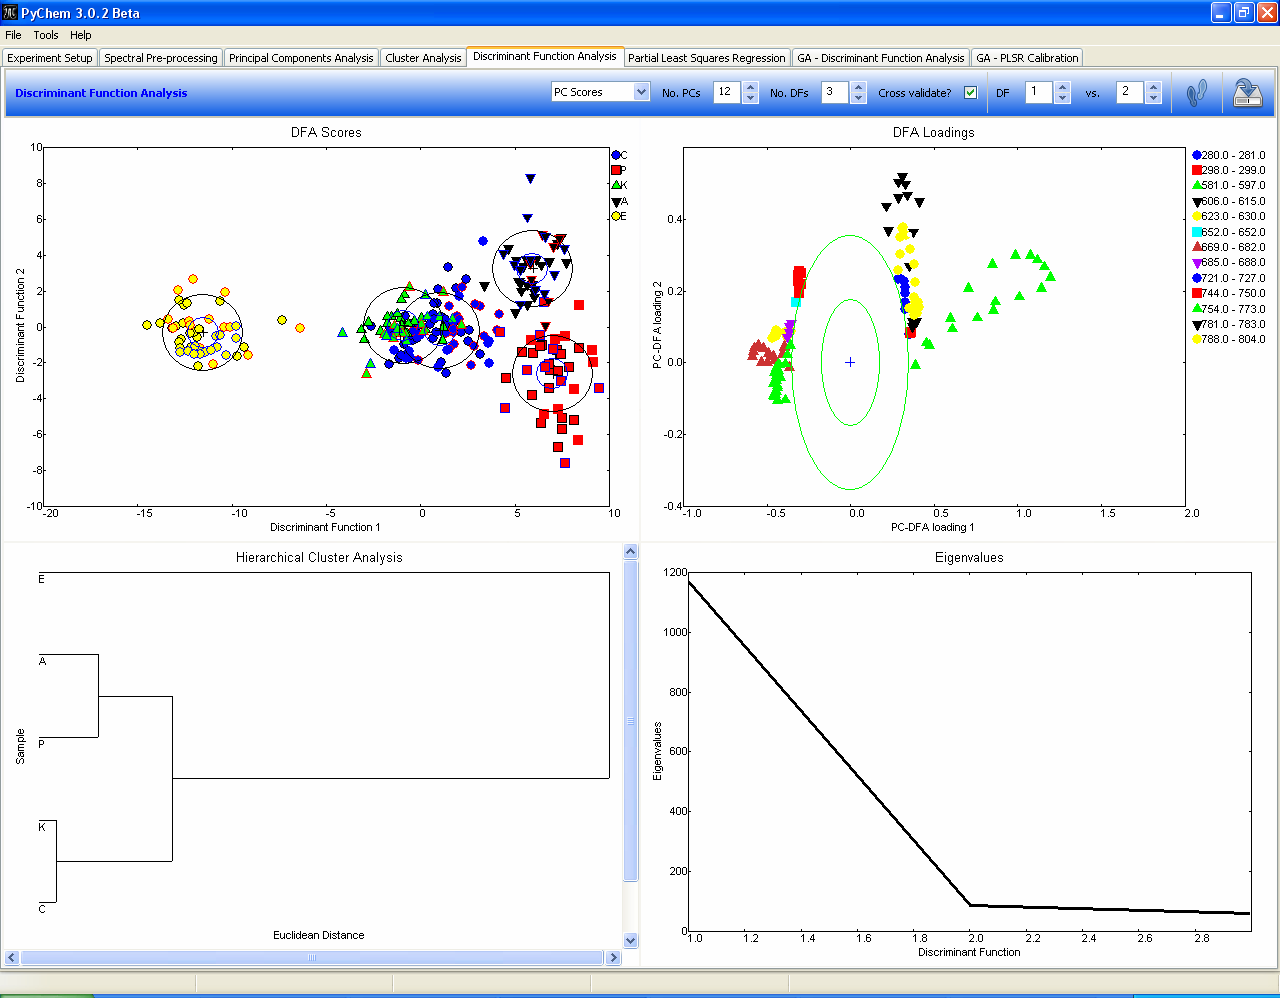 PyChem 3.0.2 Beta
File Tools Help
Experiment Setup Spectral Pre-processing Principal Components Analysis Cluster Analysis Discriminant Function Analysis Partial Least Squares Regression GA - Discriminant Function Analysis GA - PLSR Calibration
Discriminant Function Analysis PC Scores No. PCs 12 No. DFs 3 Cross validate? DF 1 vs. 2
DFA Scores
10
8
6
4
2
0
-2
-4
-6
-8
-10
-20 -15 -10 -5 0 5 10
Discriminant Function 2
Discriminant Function 1
C
P
K
A
E
DFA Loadings
0.4
0.2
0.0
-0.2
-0.4
-1.0 -0.5 0.0 0.5 1.0 1.5 2.0
PC-DFA loading 2
PC-DFA loading 1
280.0 - 281.0
298.0 - 299.0
581.0 - 597.0
606.0 - 615.0
623.0 - 630.0
652.0 - 652.0
669.0 - 682.0
685.0 - 688.0
721.0 - 727.0
744.0 - 750.0
754.0 - 773.0
781.0 - 783.0
788.0 - 804.0
Hierarchical Cluster Analysis
E
A
P
K
C
Sample
Euclidean Distance
Eigenvalues
1200
1000
800
600
400
200
0
1.0 1.2 1.4 1.6 1.8 2.0 2.2 2.4 2.6 2.8
Eigenvalues
Discriminant Function